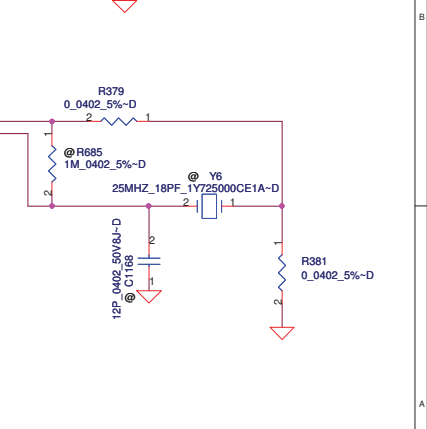 B
R379
0_0402_5%~D
2
1
1
@R685
1M_0402_5%~D
2
@ Y6
25MHZ_18PF_1Y725000CE1A~D
2
1
2
12P_0402_50V8J~D
@ C1168
1
1
R381
0_0402_5%~D
2
A